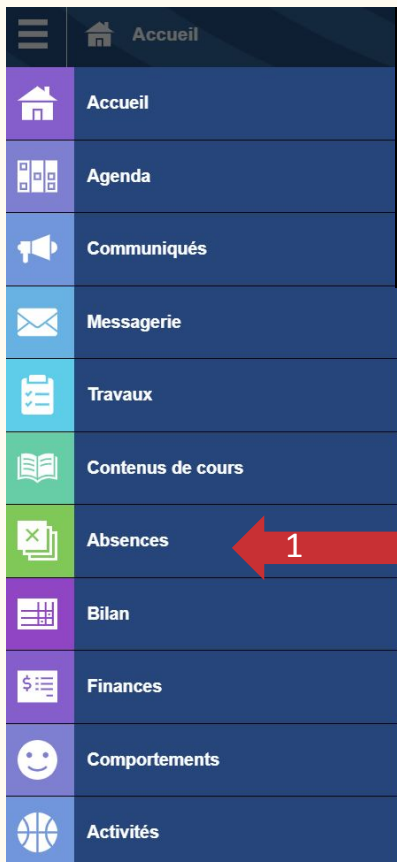 Accueil
Accueil
Agenda
Communiqués
Messagerie
Travaux
Contenus de cours
Absences
1
Bilan
$
Finances
Comportements
Activités